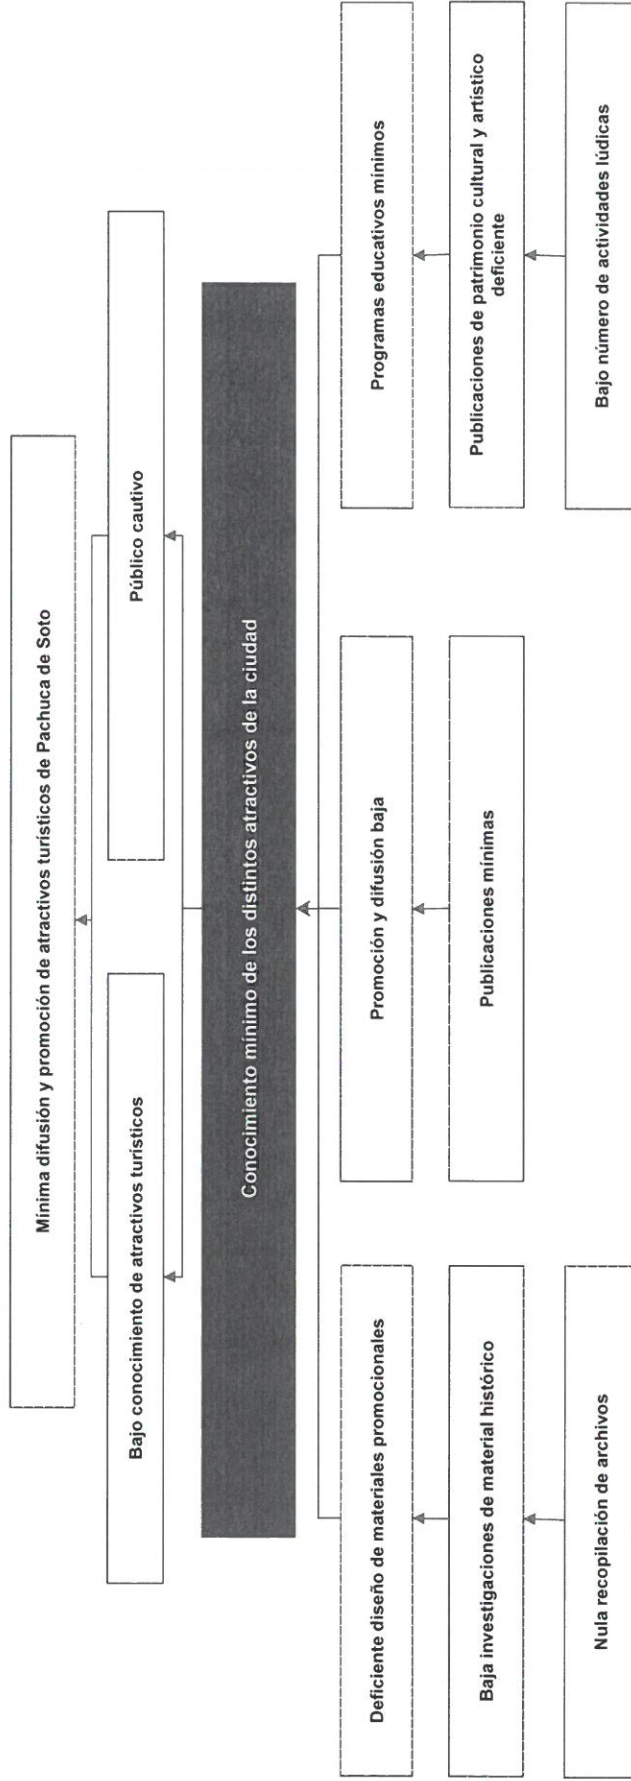 Mínima difusión y promoción de atractivos turísticos de Pachuca de Soto
Bajo conocimiento de atractivos turísticos
Público cautivo
Conocimiento mínimo de los distintos atractivos de la ciudad
Deficiente diseño de materiales promocionales
Promoción y difusión baja
Programas educativos mínimos
Baja investigaciones de material histórico
Publicaciones mínimas
Publicaciones de patrimonio cultural y artístico
deficiente
Nula recopilación de archivos
Bajo número de actividades lúdicas